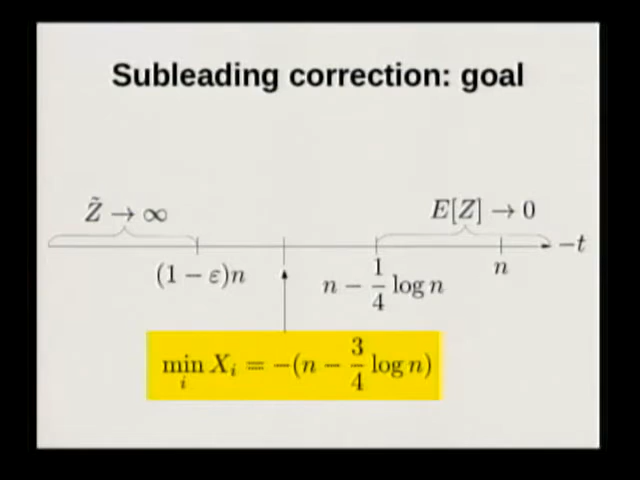 Subleading correction: goal
Z̃ → ∞
E[Z] → 0
−t
(1 − ε)n
n − 1/4 log n
n
min_i X_i = −(n − 3/4 log n)